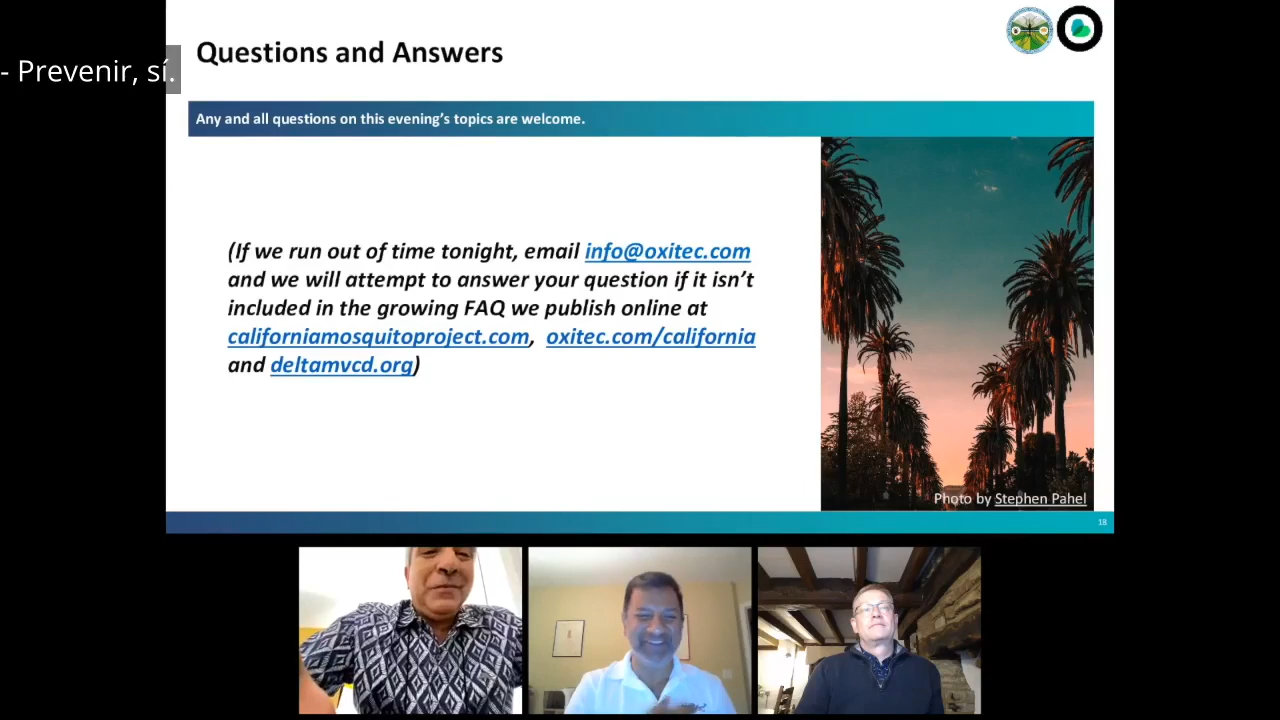 Questions and Answers
- Prevenir, sí.
Any and all questions on this evening's topics are welcome.
(If we run out of time tonight, email info@oxitec.com
and we will attempt to answer your question if it isn't
included in the growing FAQ we publish online at
californiamosquitoproject.com, oxitec.com/california
and deltamvcd.org)
Photo by Stephen Pahel
18